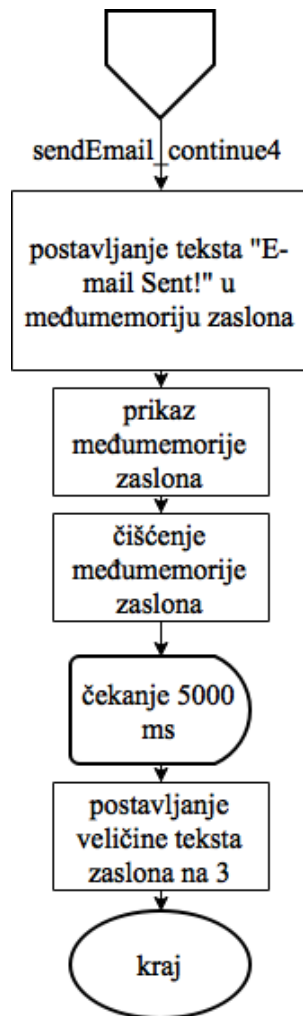 sendEmail_continue4
postavljanje teksta "E-
mail Sent!" u
međumemoriju zaslona
prikaz
međumemorije
zaslona
čišćenje
međumemorije
zaslona
čekanje 5000
ms
postavljanje
veličine teksta
zaslona na 3
kraj